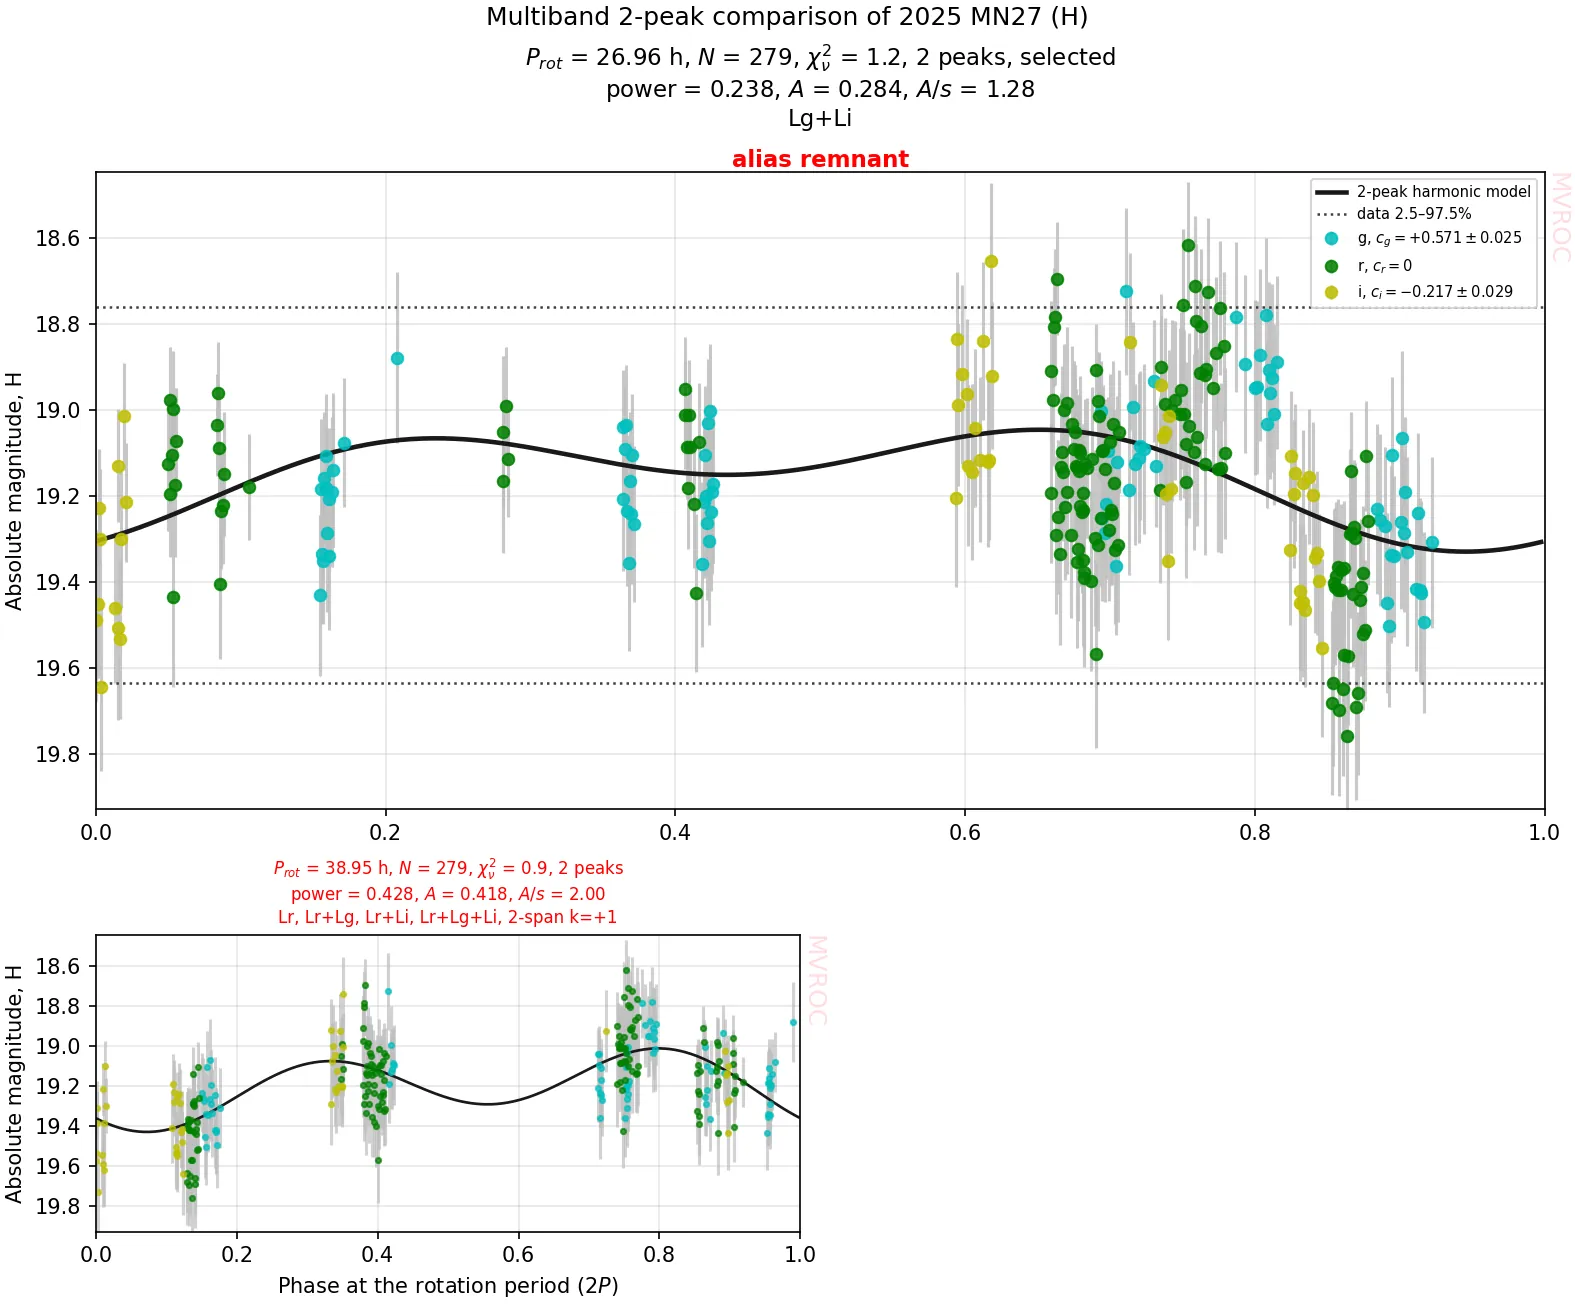 Multiband 2-peak comparison of 2025 MN27 (H)
P_rot = 26.96 h, N = 279, χ²_ν = 1.2, 2 peaks, selected
power = 0.238, A = 0.284, A/s = 1.28
Lg+Li
alias remnant
MVROC
2-peak harmonic model
data 2.5–97.5%
g, c_g = +0.571 ± 0.025
r, c_r = 0
i, c_i = −0.217 ± 0.029
Absolute magnitude, H
18.6
18.8
19.0
19.2
19.4
19.6
19.8
0.0 0.2 0.4 0.6 0.8 1.0
P_rot = 38.95 h, N = 279, χ²_ν = 0.9, 2 peaks
power = 0.428, A = 0.418, A/s = 2.00
Lr, Lr+Lg, Lr+Li, Lr+Lg+Li, 2-span k=+1
MVROC
Absolute magnitude, H
18.6
18.8
19.0
19.2
19.4
19.6
19.8
0.0 0.2 0.4 0.6 0.8 1.0
Phase at the rotation period (2P)